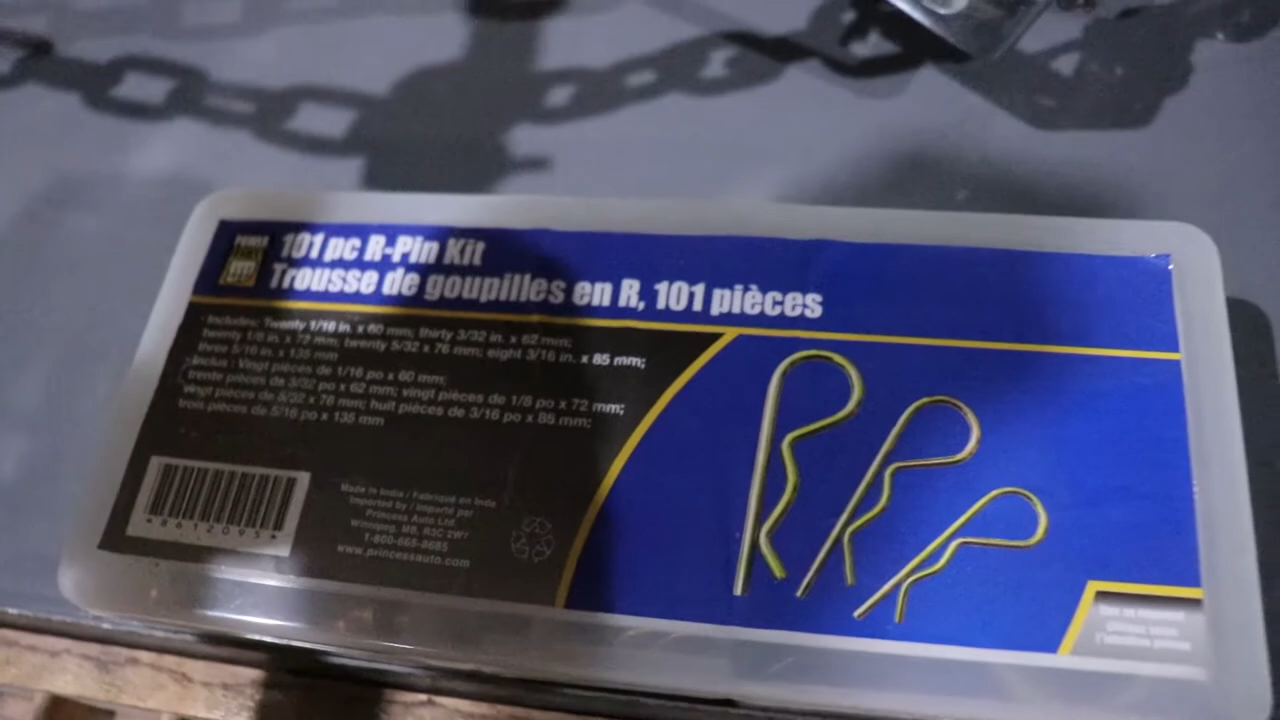 101 pc R-Pin Kit
Trousse de goupilles en R, 101 pièces
· Includes: Twenty 1/16 in. x 60 mm; thirty 3/32 in. x 62 mm;
twenty 1/8 in. x 72 mm; twenty 5/32 x 76 mm; eight 3/16 in. x 85 mm;
three 5/16 in. x 135 mm
· Inclus : Vingt pièces de 1/16 po x 60 mm;
trente pièces de 3/32 po x 62 mm; vingt pièces de 1/8 po x 72 mm;
vingt pièces de 5/32 x 76 mm; huit pièces de 3/16 po x 85 mm;
trois pièces de 5/16 po x 135 mm
*8612095*
Made in India / Fabriqué en Inde
Imported by / Importé par
Princess Auto Ltd.
Winnipeg, MB, R5C 2W7
1-800-665-8685
www.princessauto.com